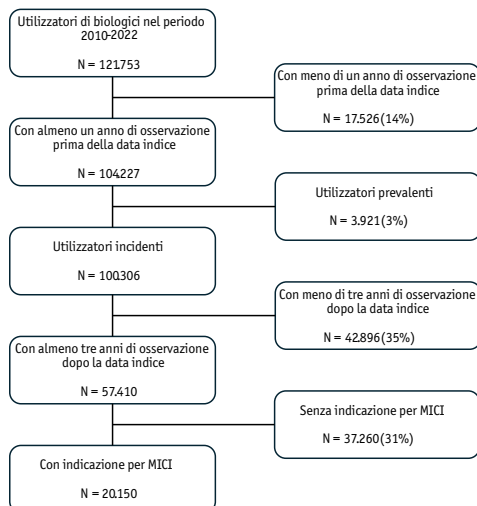 Utilizzatori di biologici nel periodo
2010-2022
N = 121.753
Con meno di un anno di osservazione
prima della data indice
N = 17.526 (14%)
Con almeno un anno di osservazione
prima della data indice
N = 104.227
Utilizzatori prevalenti
N = 3.921 (3%)
Utilizzatori incidenti
N = 100.306
Con meno di tre anni di osservazione
dopo la data indice
N = 42.896 (35%)
Con almeno tre anni di osservazione
dopo la data indice
N = 57.410
Senza indicazione per MICI
N = 37.260 (31%)
Con indicazione per MICI
N = 20.150